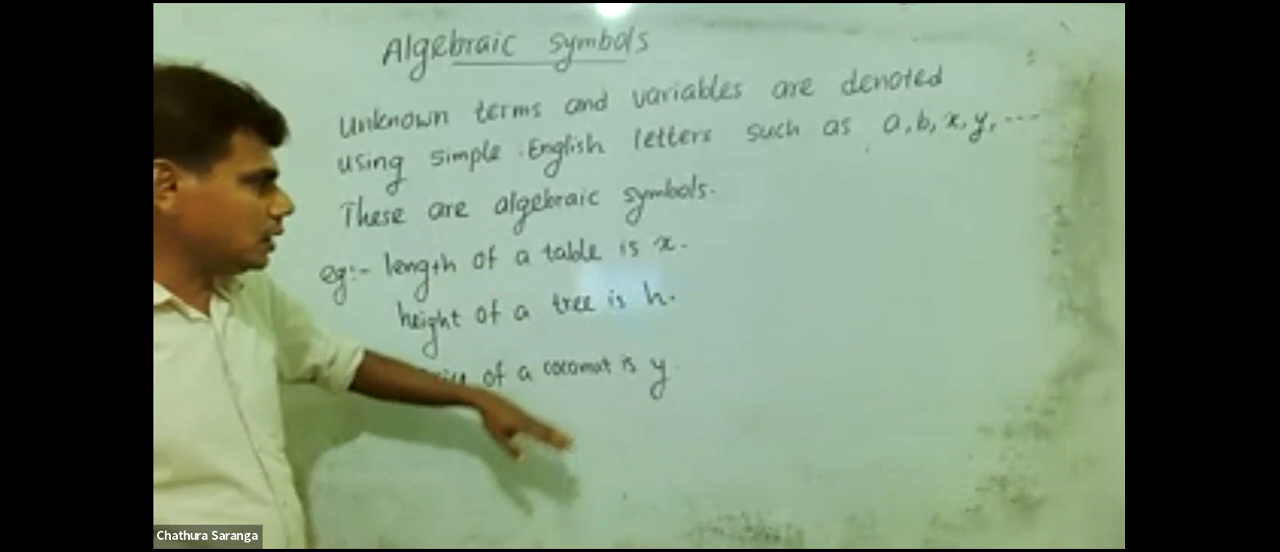 Algebraic symbols
Unknown terms and variables are denoted
using simple English letters such as a, b, x, y, ...
These are algebraic symbols.
eg:- length of a table is x.
height of a tree is h.
of a coconut is y
Chathura Saranga